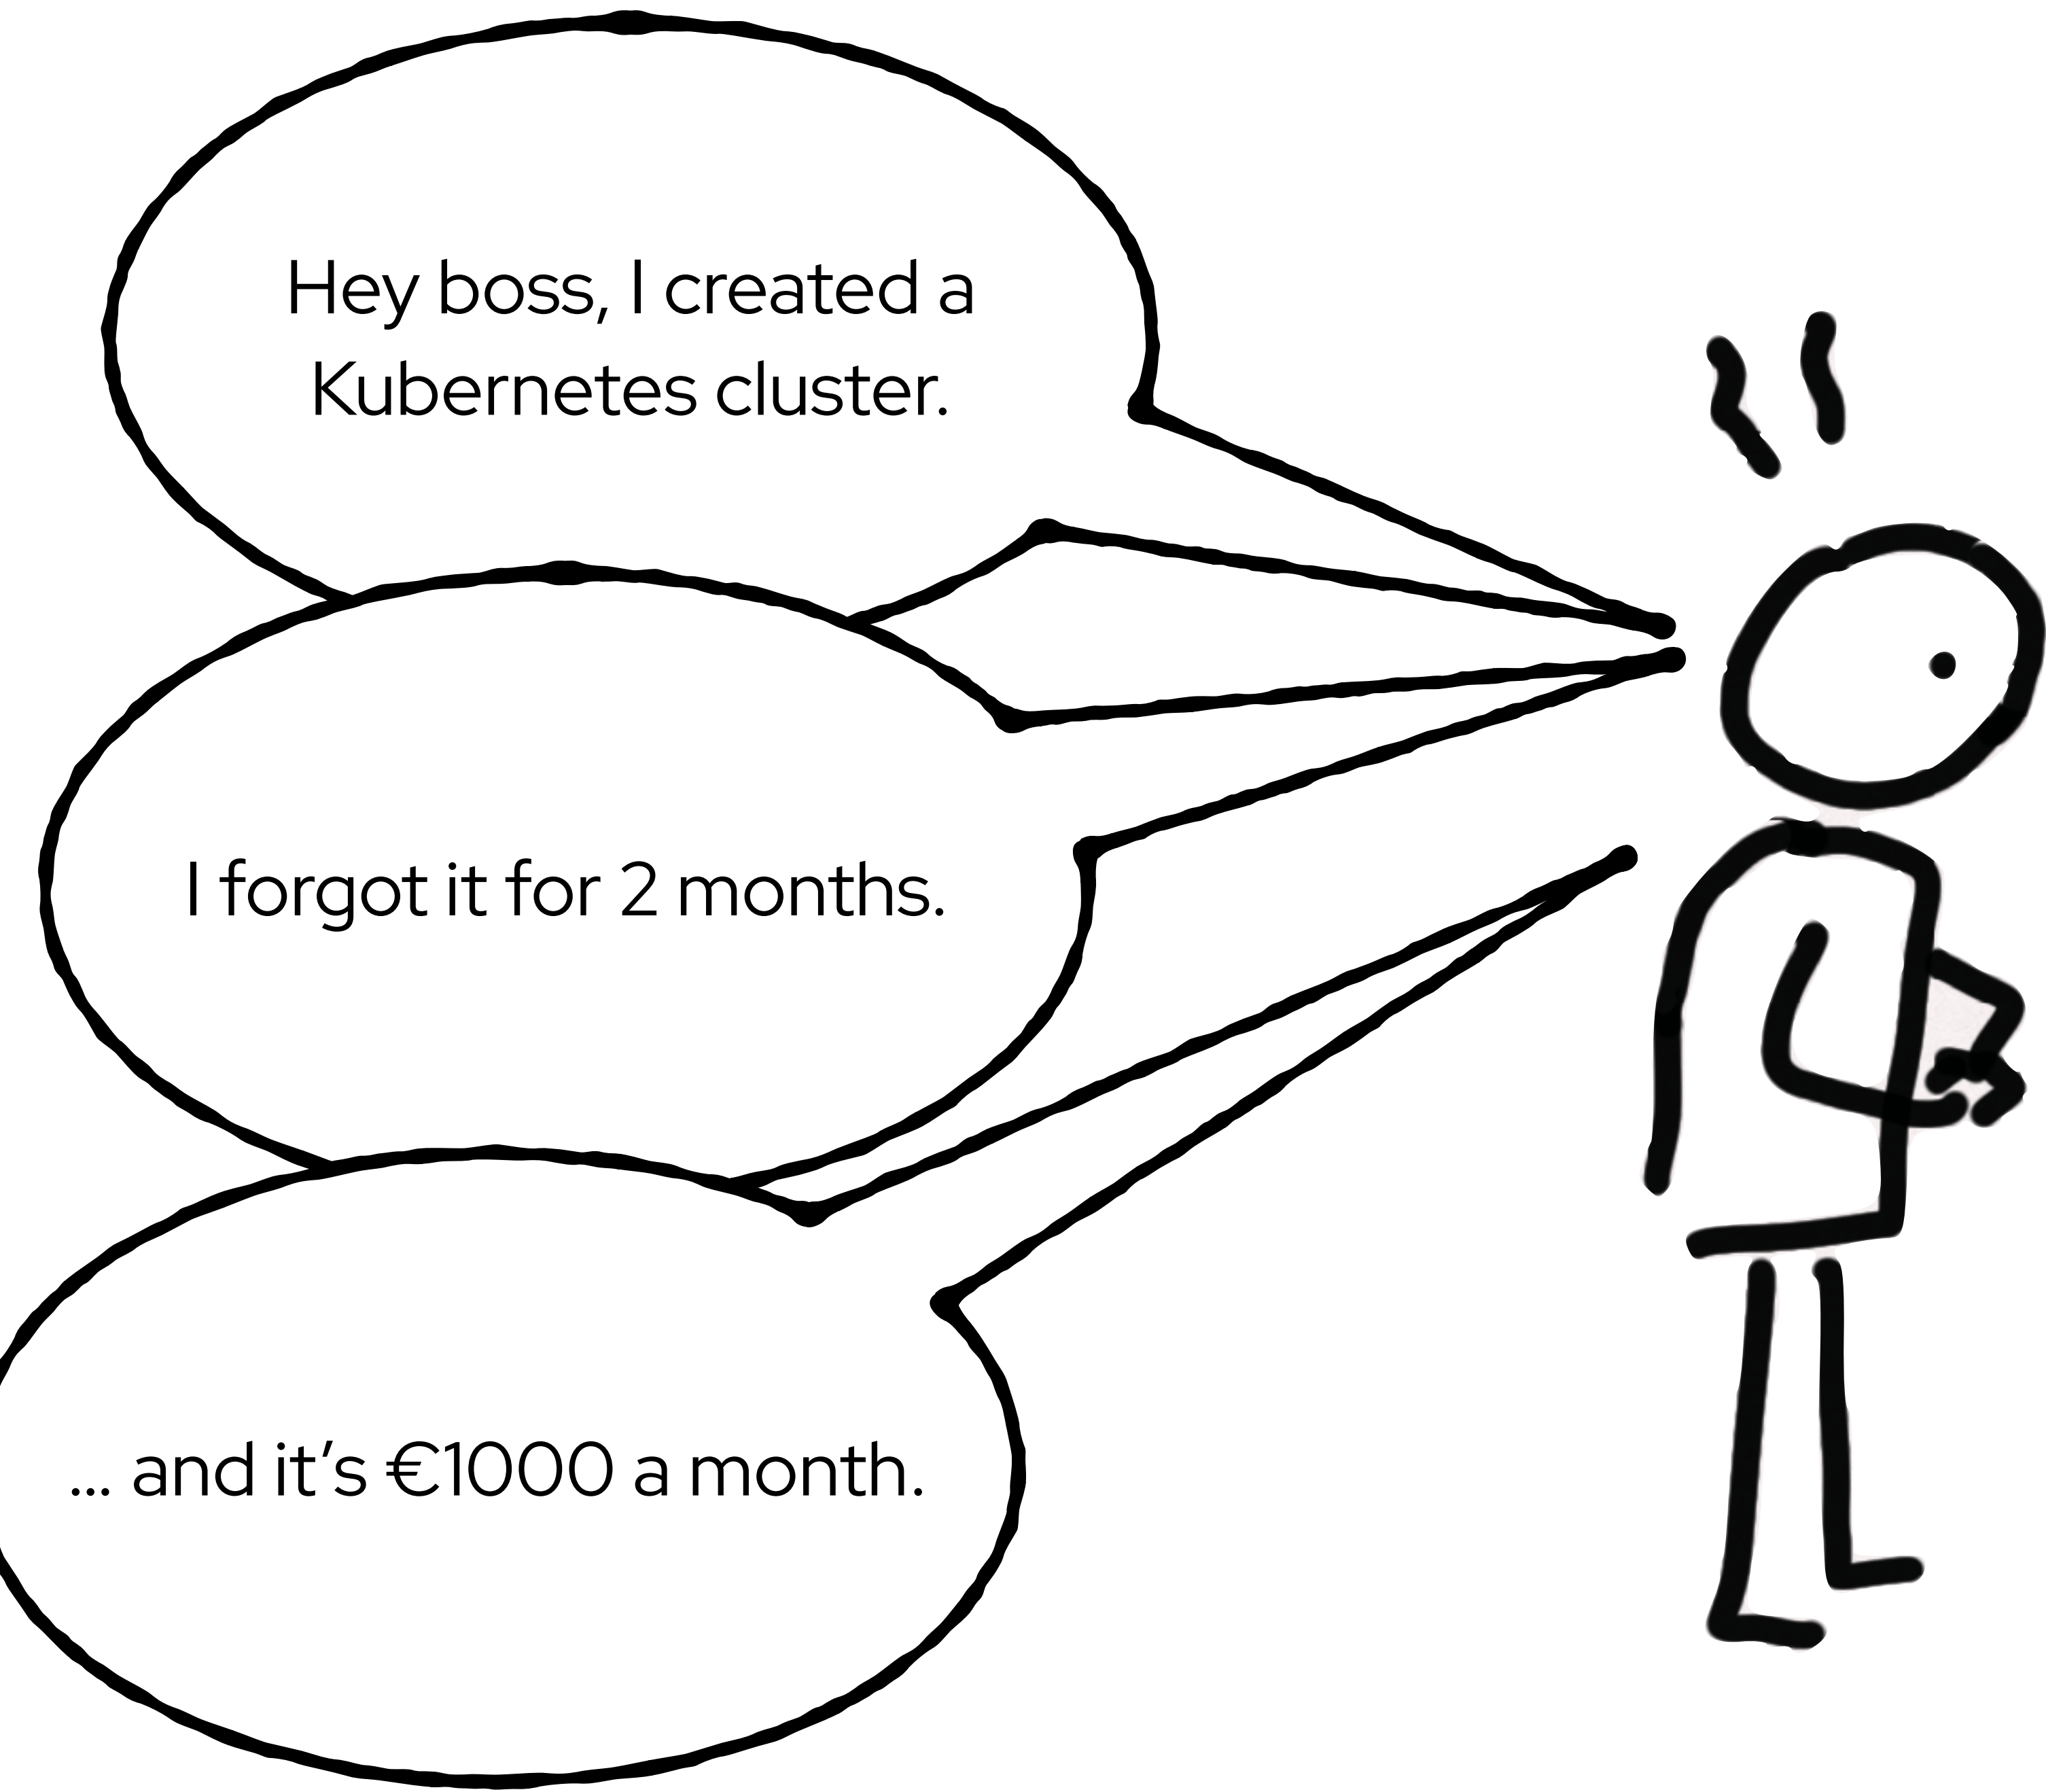 Hey boss, I created a
Kubernetes cluster.
I forgot it for 2 months.
... and it’s €1000 a month.